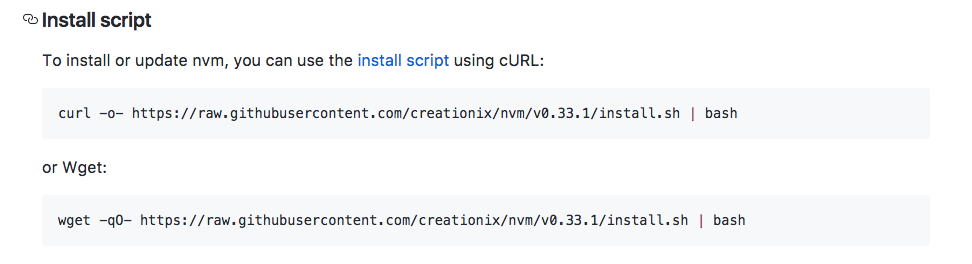 Install script
To install or update nvm, you can use the install script using cURL:
curl -o- https://raw.githubusercontent.com/creationix/nvm/v0.33.1/install.sh | bash
or Wget:
wget -qO- https://raw.githubusercontent.com/creationix/nvm/v0.33.1/install.sh | bash